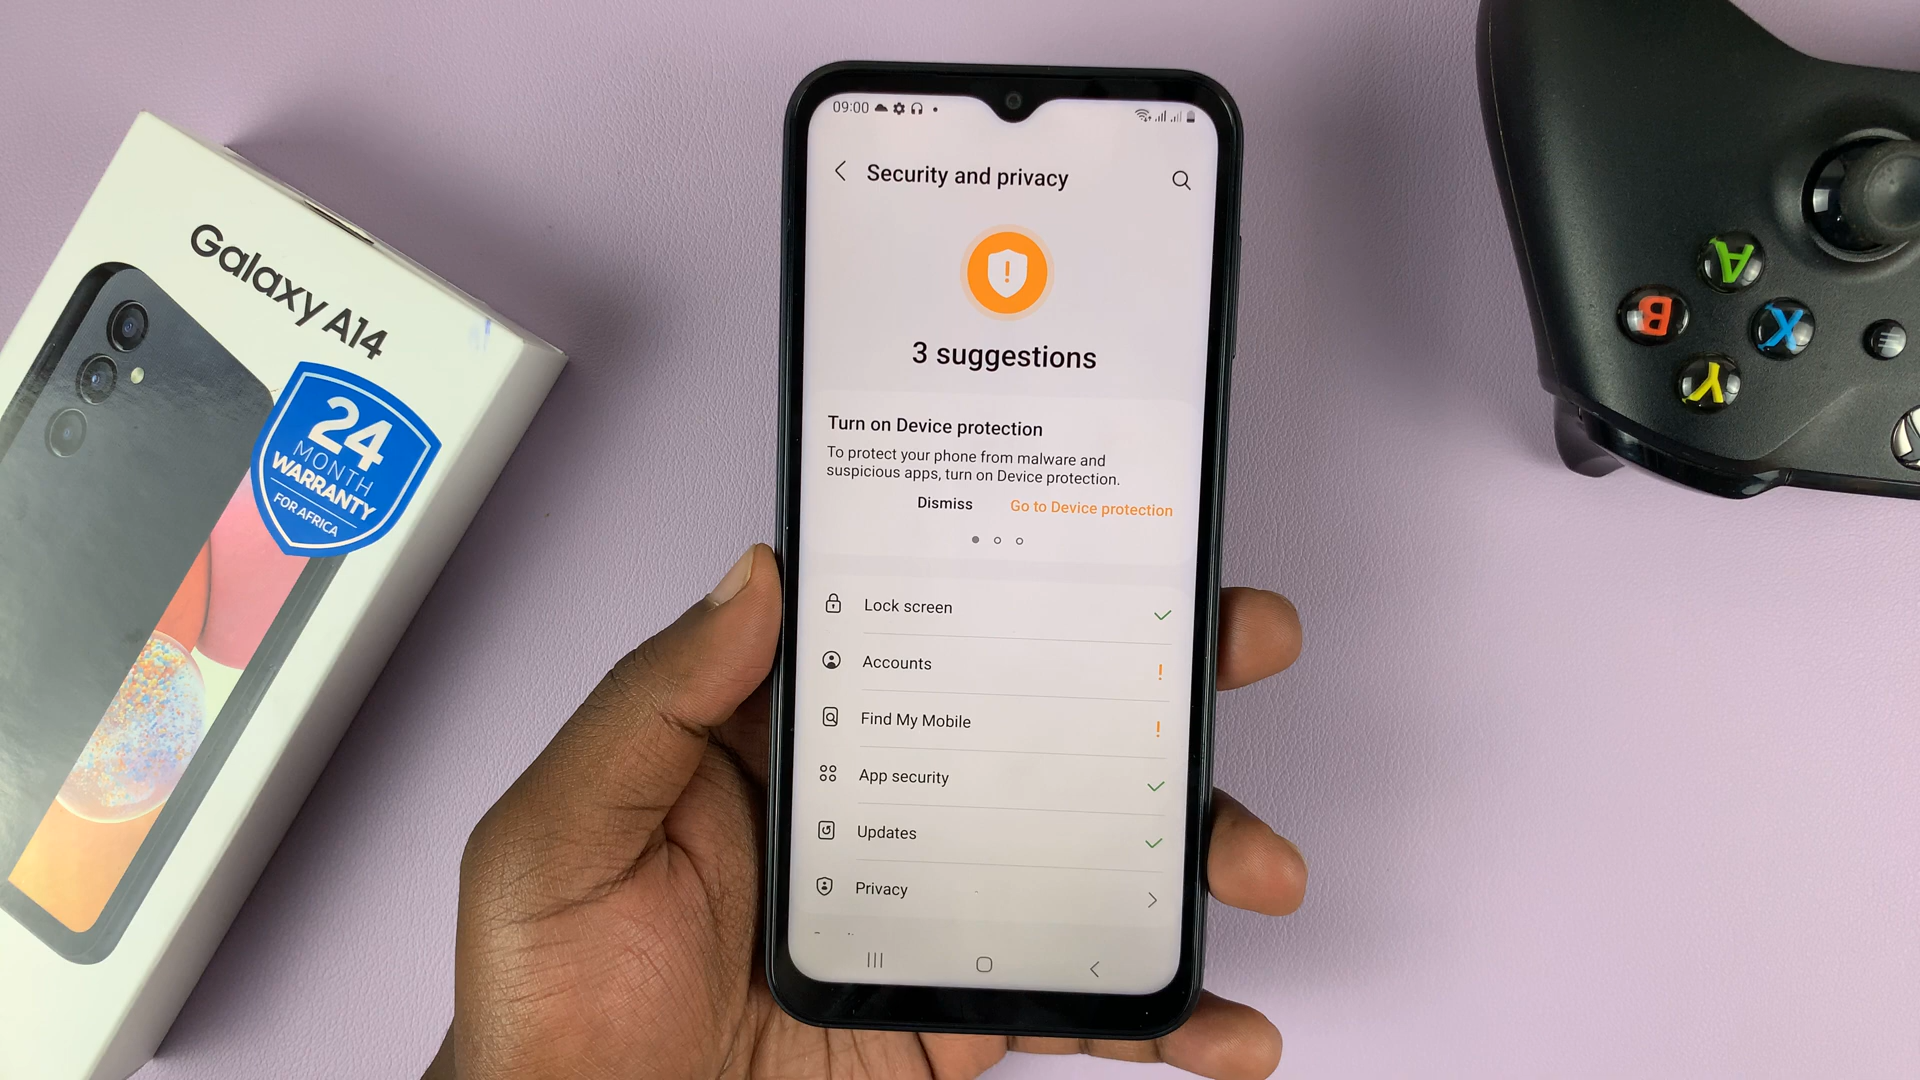 Galaxy A14
24
MONTH
WARRANTY
FOR AFRICA
09:00
Security and privacy
3 suggestions
Turn on Device protection
To protect your phone from malware and
suspicious apps, turn on Device protection.
Dismiss
Go to Device protection
Lock screen
Accounts
Find My Mobile
App security
Updates
Privacy
A
B
X
Y